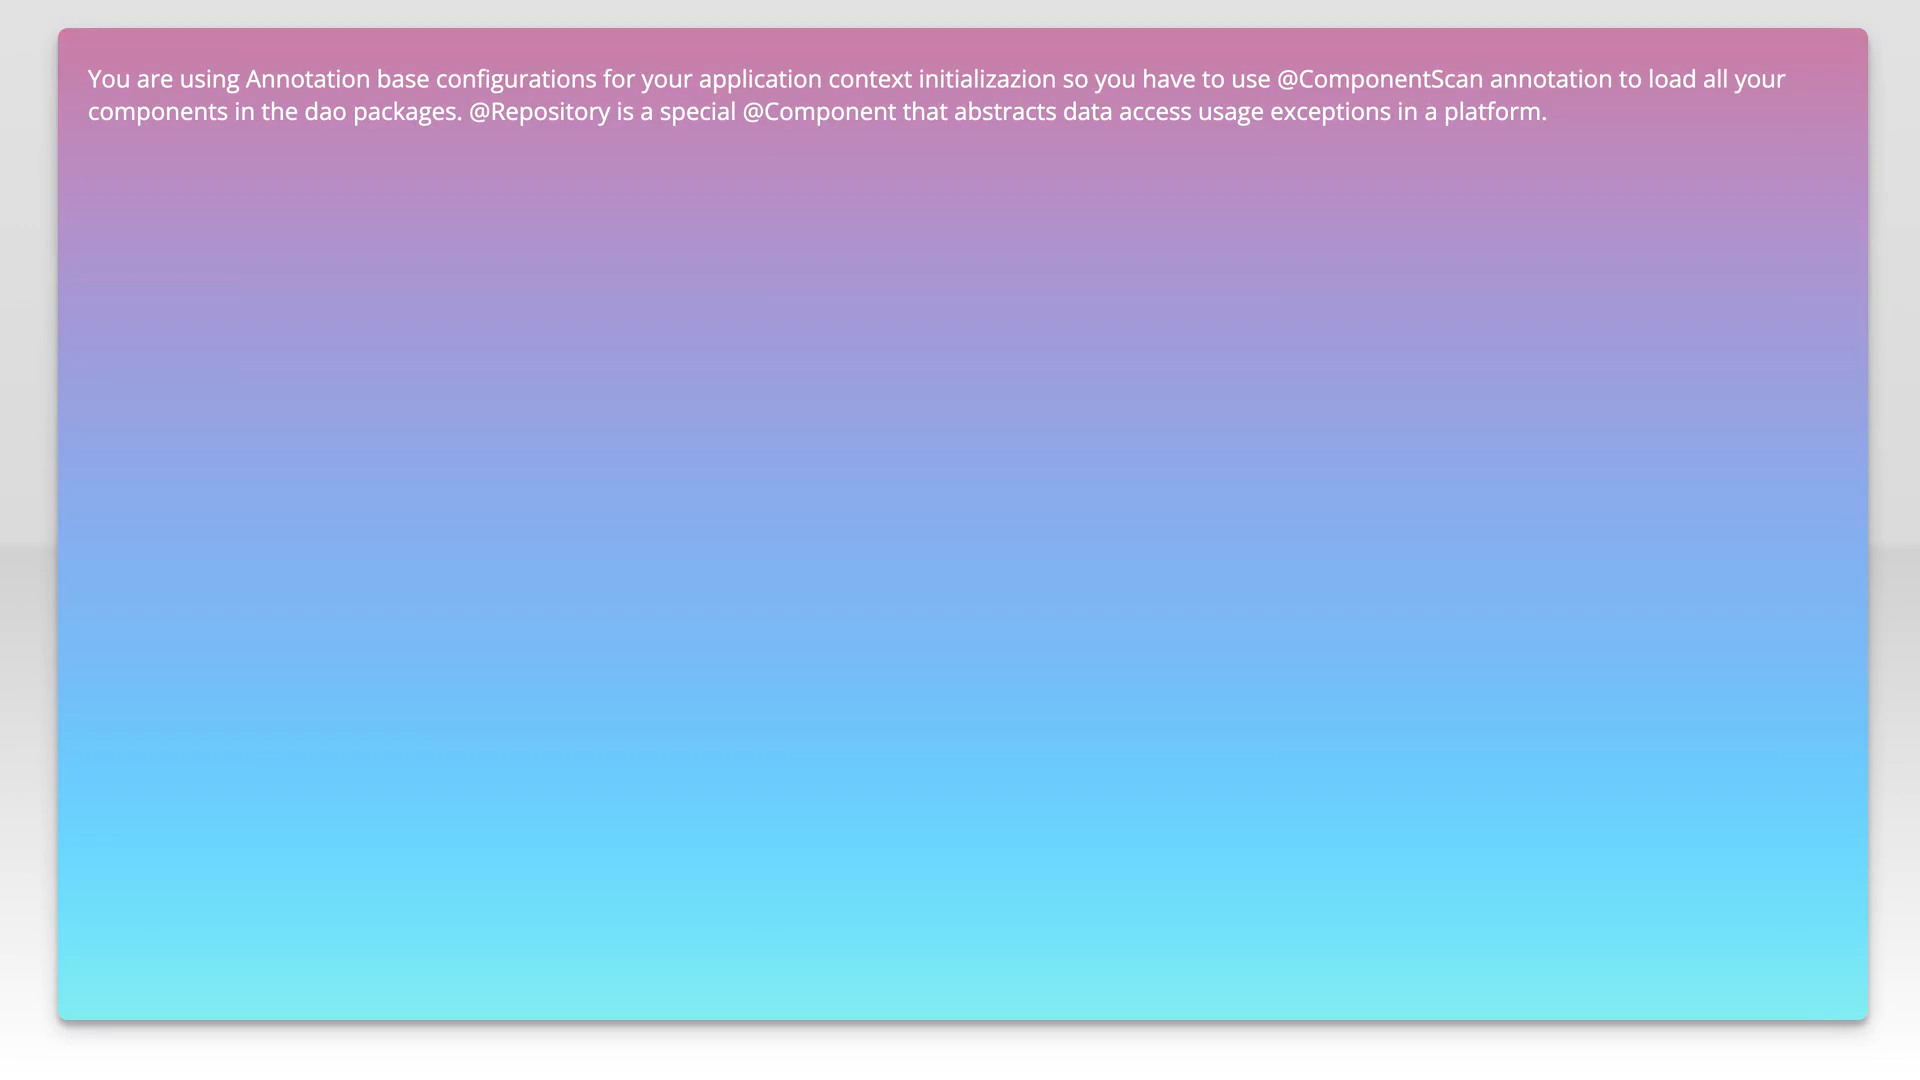 You are using Annotation base configurations for your application context initializazion so you have to use @ComponentScan annotation to load all your
components in the dao packages. @Repository is a special @Component that abstracts data access usage exceptions in a platform.